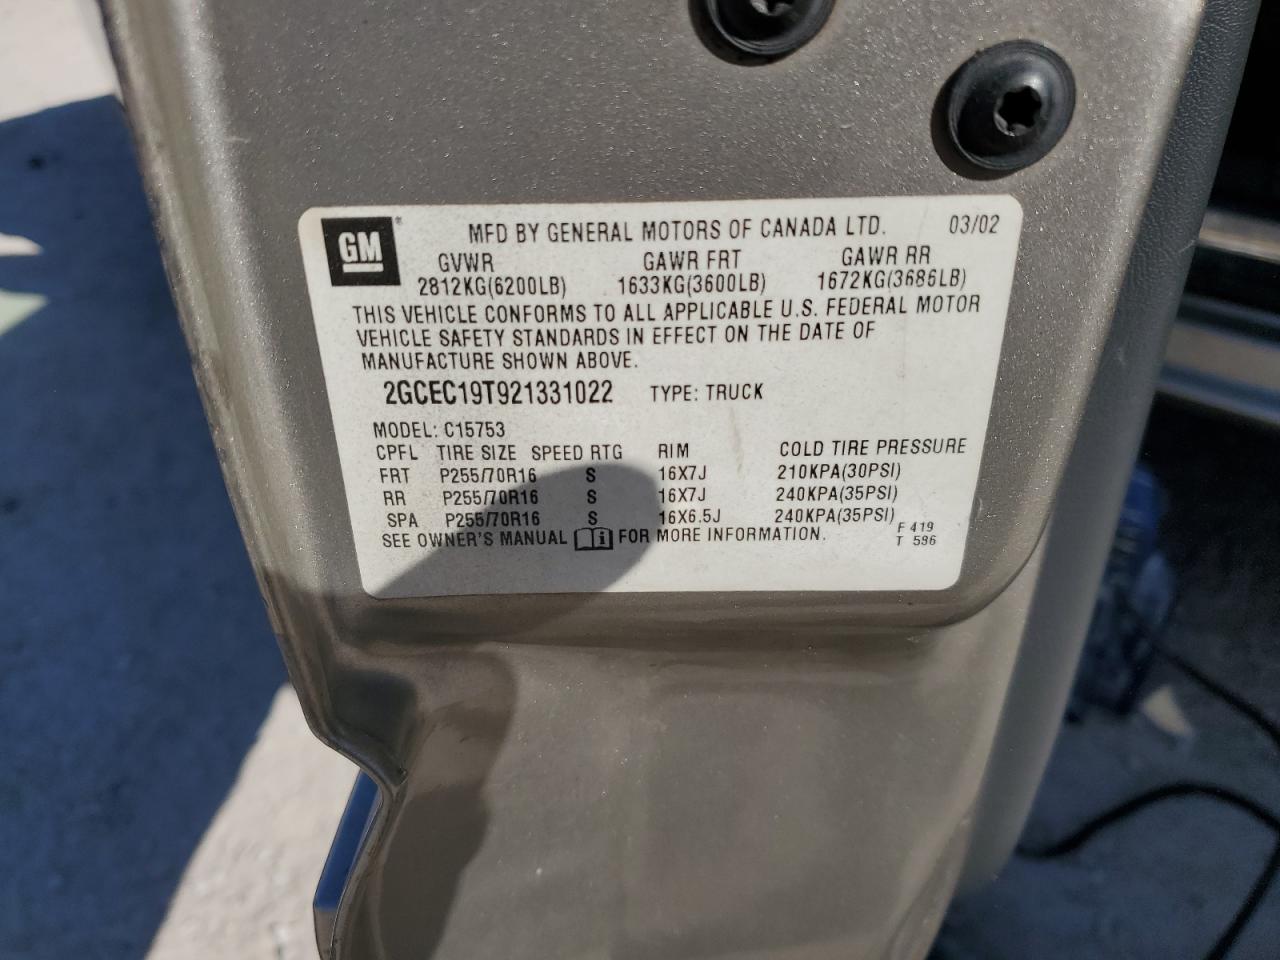 GM® MFD BY GENERAL MOTORS OF CANADA LTD. 03/02
GVWR GAWR FRT GAWR RR
2812KG(6200LB) 1633KG(3600LB) 1672KG(3686LB)
THIS VEHICLE CONFORMS TO ALL APPLICABLE U.S. FEDERAL MOTOR
VEHICLE SAFETY STANDARDS IN EFFECT ON THE DATE OF
MANUFACTURE SHOWN ABOVE.
2GCEC19T921331022 TYPE: TRUCK
MODEL: C15753
CPFL TIRE SIZE SPEED RTG RIM COLD TIRE PRESSURE
FRT P255/70R16 S 16X7J 210KPA(30PSI)
RR P255/70R16 S 16X7J 240KPA(35PSI)
SPA P255/70R16 S 16X6.5J 240KPA(35PSI)
SEE OWNER'S MANUAL FOR MORE INFORMATION. F 419
T 596